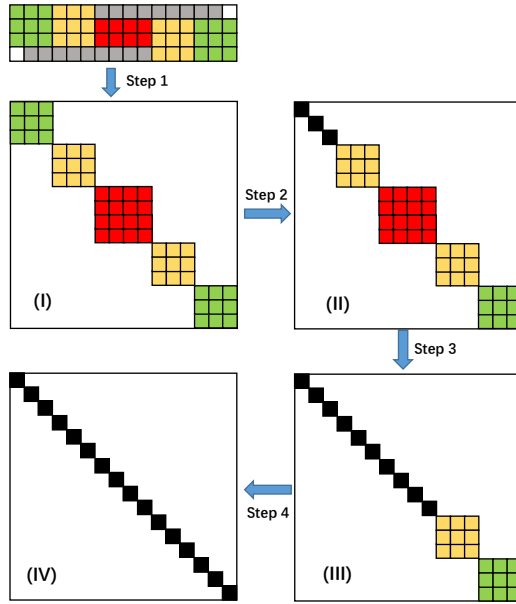 Step 1
Step 2
(I)
(II)
Step 3
Step 4
(IV)
(III)